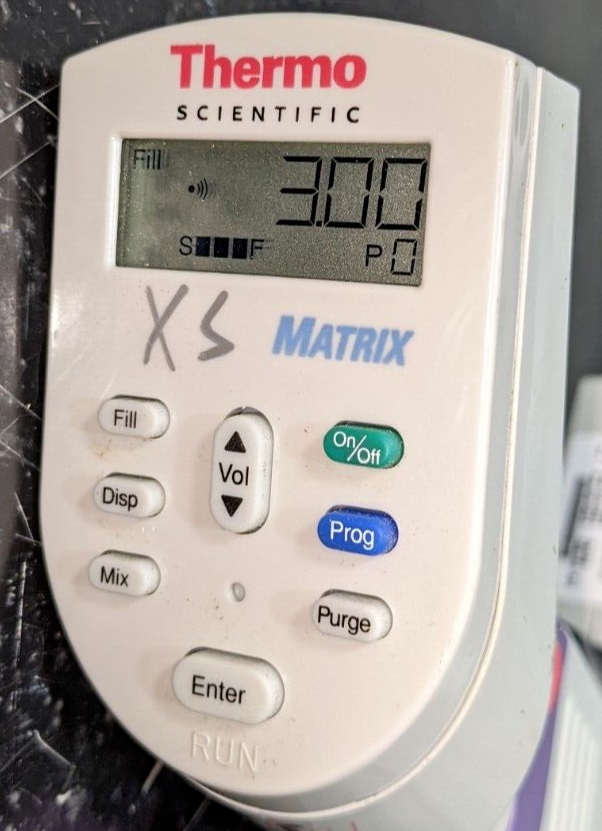 Thermo
SCIENTIFIC
Fill
3.00
S F P 0
XS MATRIX
Fill
Vol
On/Off
Disp
Prog
Mix
Purge
Enter
RUN